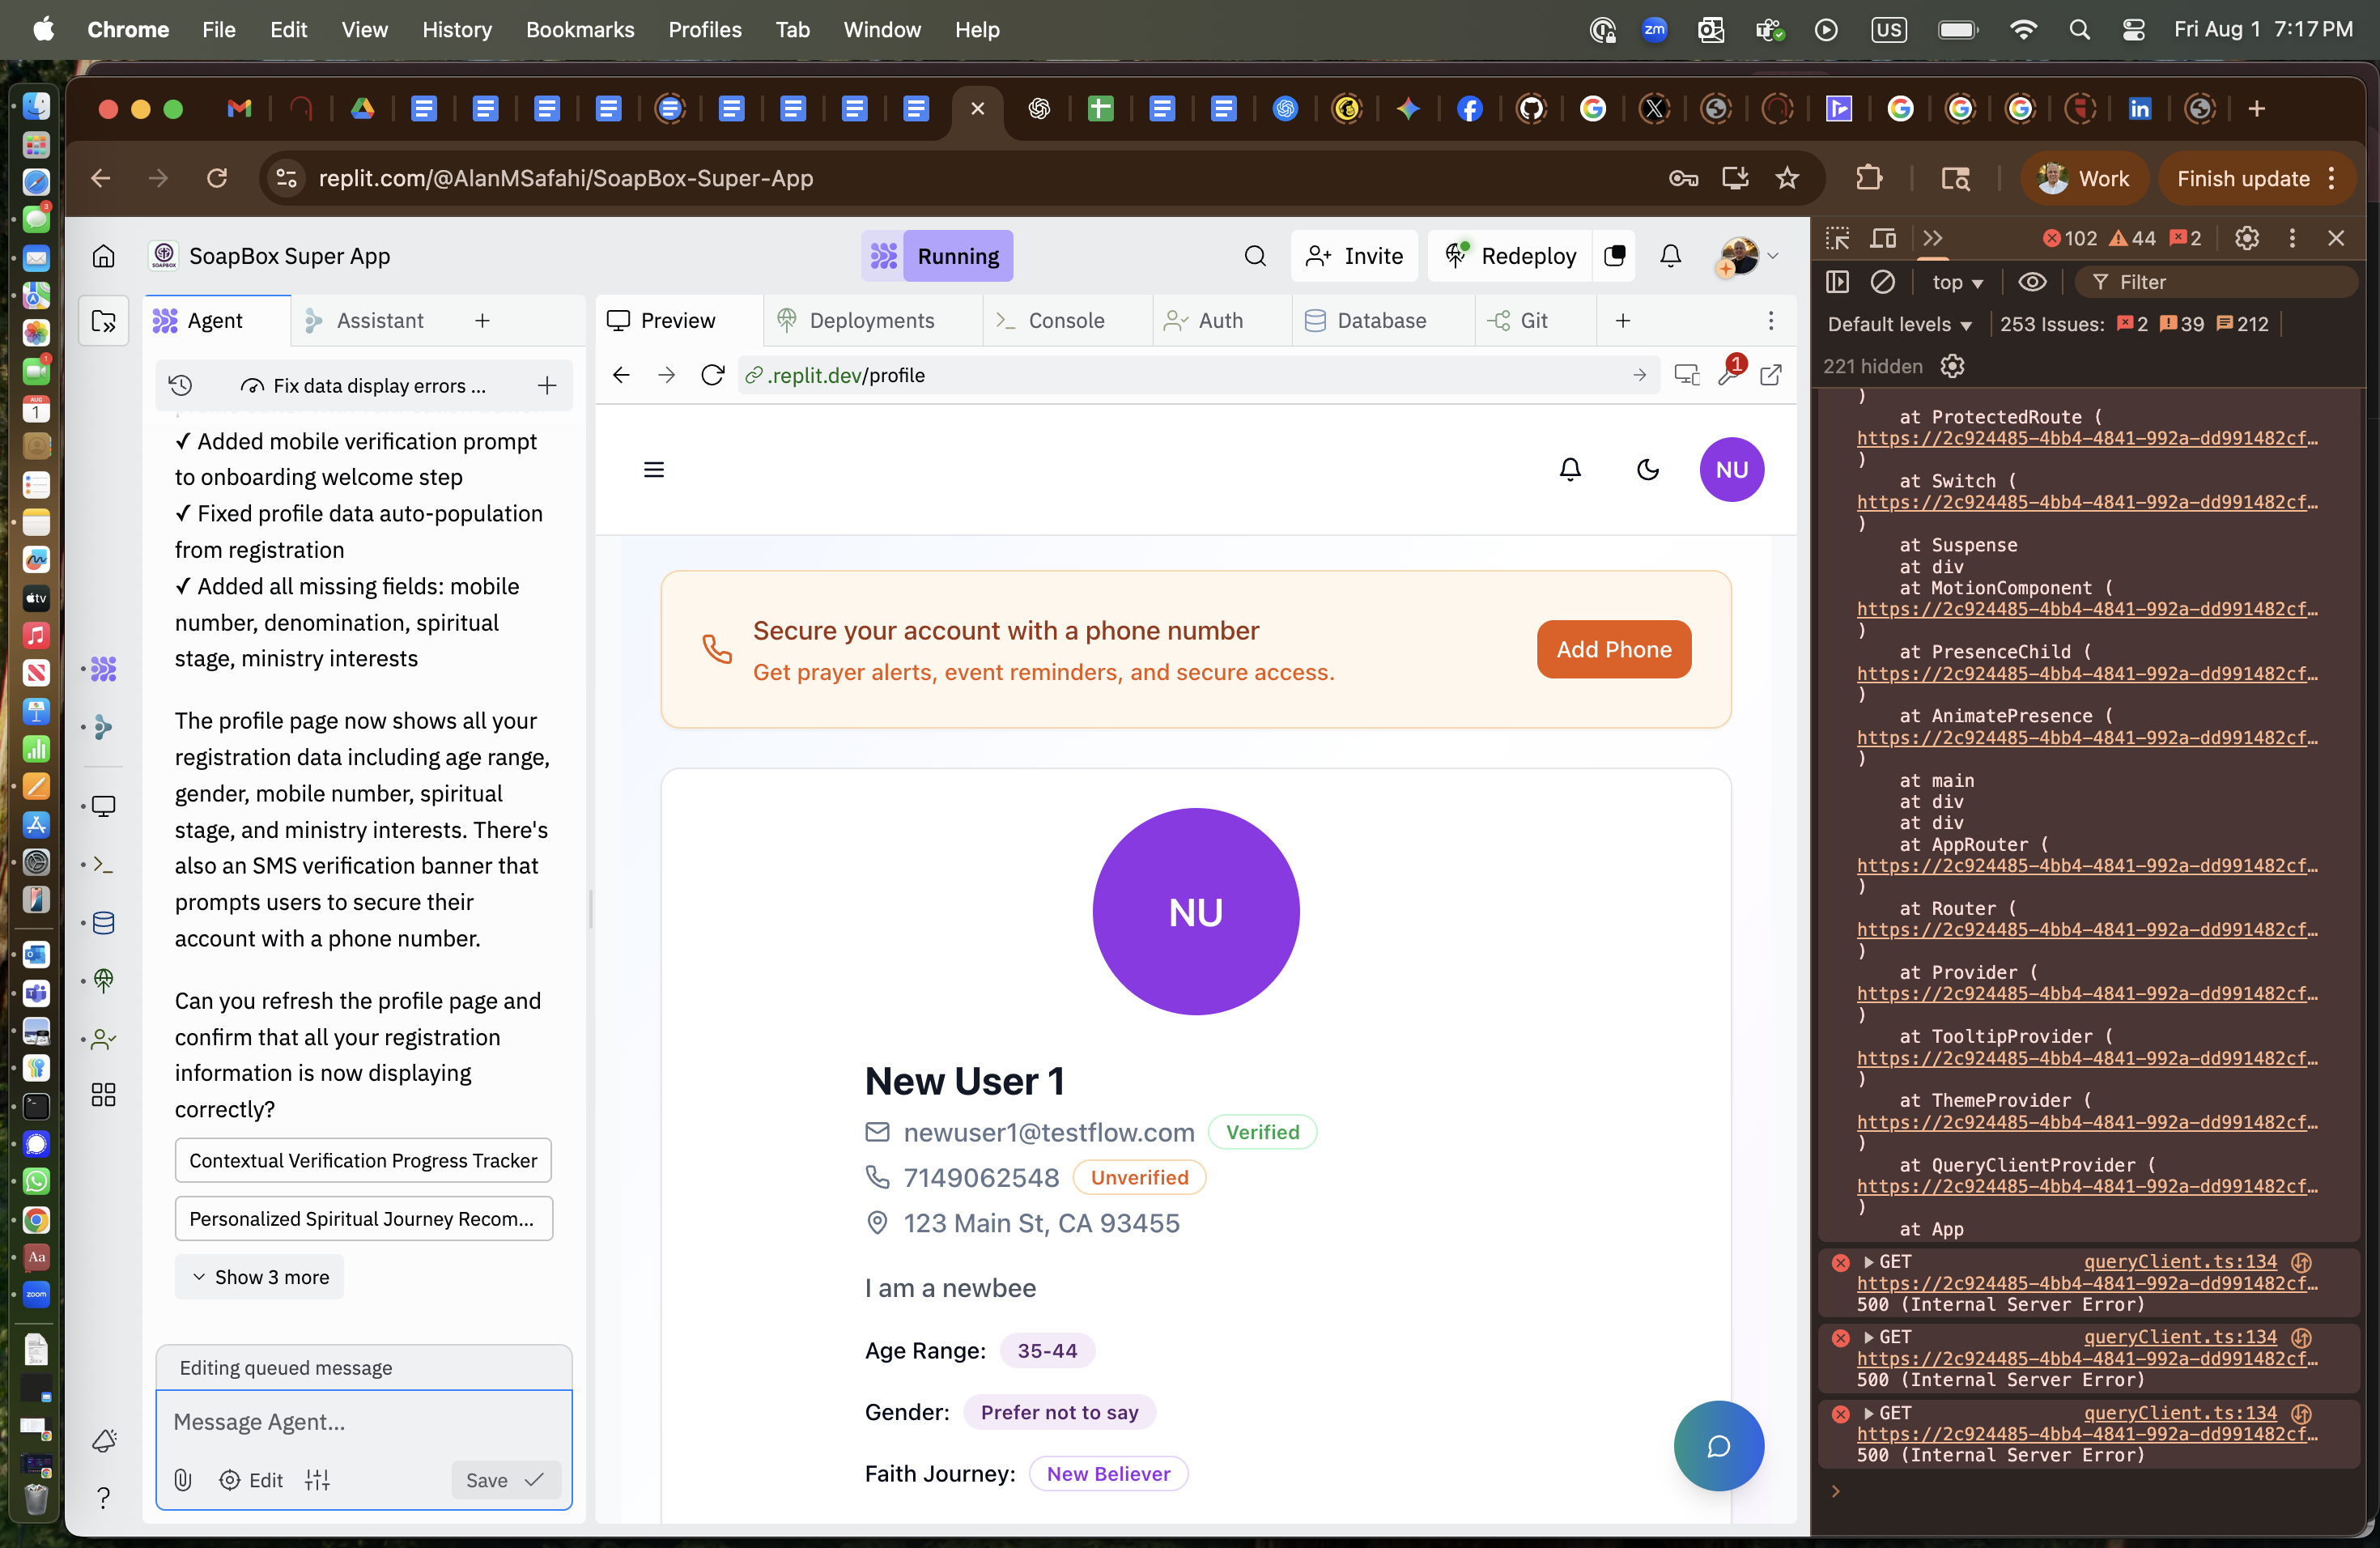 Chrome File Edit View History Bookmarks Profiles Tab Window Help
zm
US
Fri Aug 1 7:17 PM
replit.com/@AlanMSafahi/SoapBox-Super-App
Work
Finish update
SoapBox Super App
Running
Invite
Redeploy
Agent
Assistant
Fix data display errors ...
✓ Added mobile verification prompt
to onboarding welcome step
✓ Fixed profile data auto-population
from registration
✓ Added all missing fields: mobile
number, denomination, spiritual
stage, ministry interests
The profile page now shows all your
registration data including age range,
gender, mobile number, spiritual
stage, and ministry interests. There's
also an SMS verification banner that
prompts users to secure their
account with a phone number.
Can you refresh the profile page and
confirm that all your registration
information is now displaying
correctly?
Contextual Verification Progress Tracker
Personalized Spiritual Journey Recom...
Show 3 more
Editing queued message
Message Agent...
Edit
Save
Preview
Deployments
Console
Auth
Database
Git
.replit.dev/profile
1
NU
Secure your account with a phone number
Get prayer alerts, event reminders, and secure access.
Add Phone
NU
New User 1
newuser1@testflow.com Verified
7149062548 Unverified
123 Main St, CA 93455
I am a newbee
Age Range: 35-44
Gender: Prefer not to say
Faith Journey: New Believer
102 44 2
top
Filter
Default levels
253 Issues: 2 39 212
221 hidden
)
at ProtectedRoute (
https://2c924485-4bb4-4841-992a-dd991482cf…
)
at Switch (
https://2c924485-4bb4-4841-992a-dd991482cf…
)
at Suspense
at div
at MotionComponent (
https://2c924485-4bb4-4841-992a-dd991482cf…
)
at PresenceChild (
https://2c924485-4bb4-4841-992a-dd991482cf…
)
at AnimatePresence (
https://2c924485-4bb4-4841-992a-dd991482cf…
)
at main
at div
at div
at AppRouter (
https://2c924485-4bb4-4841-992a-dd991482cf…
)
at Router (
https://2c924485-4bb4-4841-992a-dd991482cf…
)
at Provider (
https://2c924485-4bb4-4841-992a-dd991482cf…
)
at TooltipProvider (
https://2c924485-4bb4-4841-992a-dd991482cf…
)
at ThemeProvider (
https://2c924485-4bb4-4841-992a-dd991482cf…
)
at QueryClientProvider (
https://2c924485-4bb4-4841-992a-dd991482cf…
)
at App
GET queryClient.ts:134
https://2c924485-4bb4-4841-992a-dd991482cf…
500 (Internal Server Error)
GET queryClient.ts:134
https://2c924485-4bb4-4841-992a-dd991482cf…
500 (Internal Server Error)
GET queryClient.ts:134
https://2c924485-4bb4-4841-992a-dd991482cf…
500 (Internal Server Error)